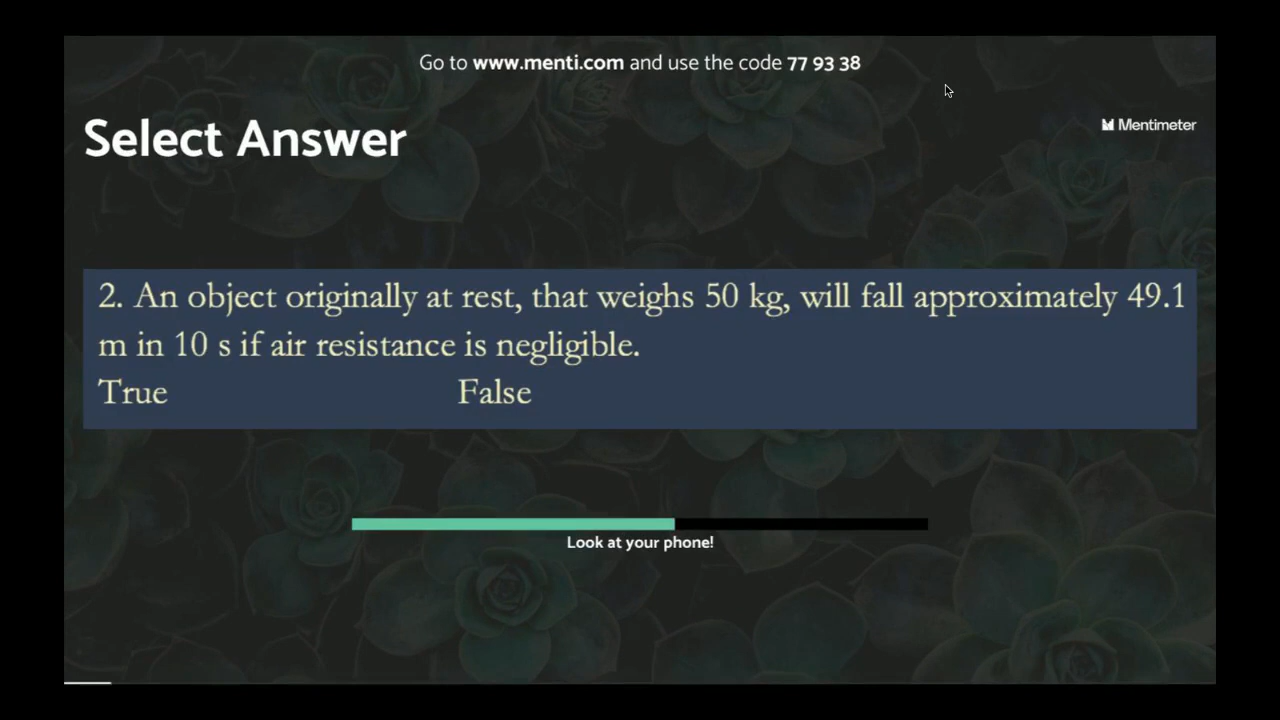 Go to www.menti.com and use the code 77 93 38
Select Answer
Mentimeter
2. An object originally at rest, that weighs 50 kg, will fall approximately 49.1
m in 10 s if air resistance is negligible.
True False
Look at your phone!